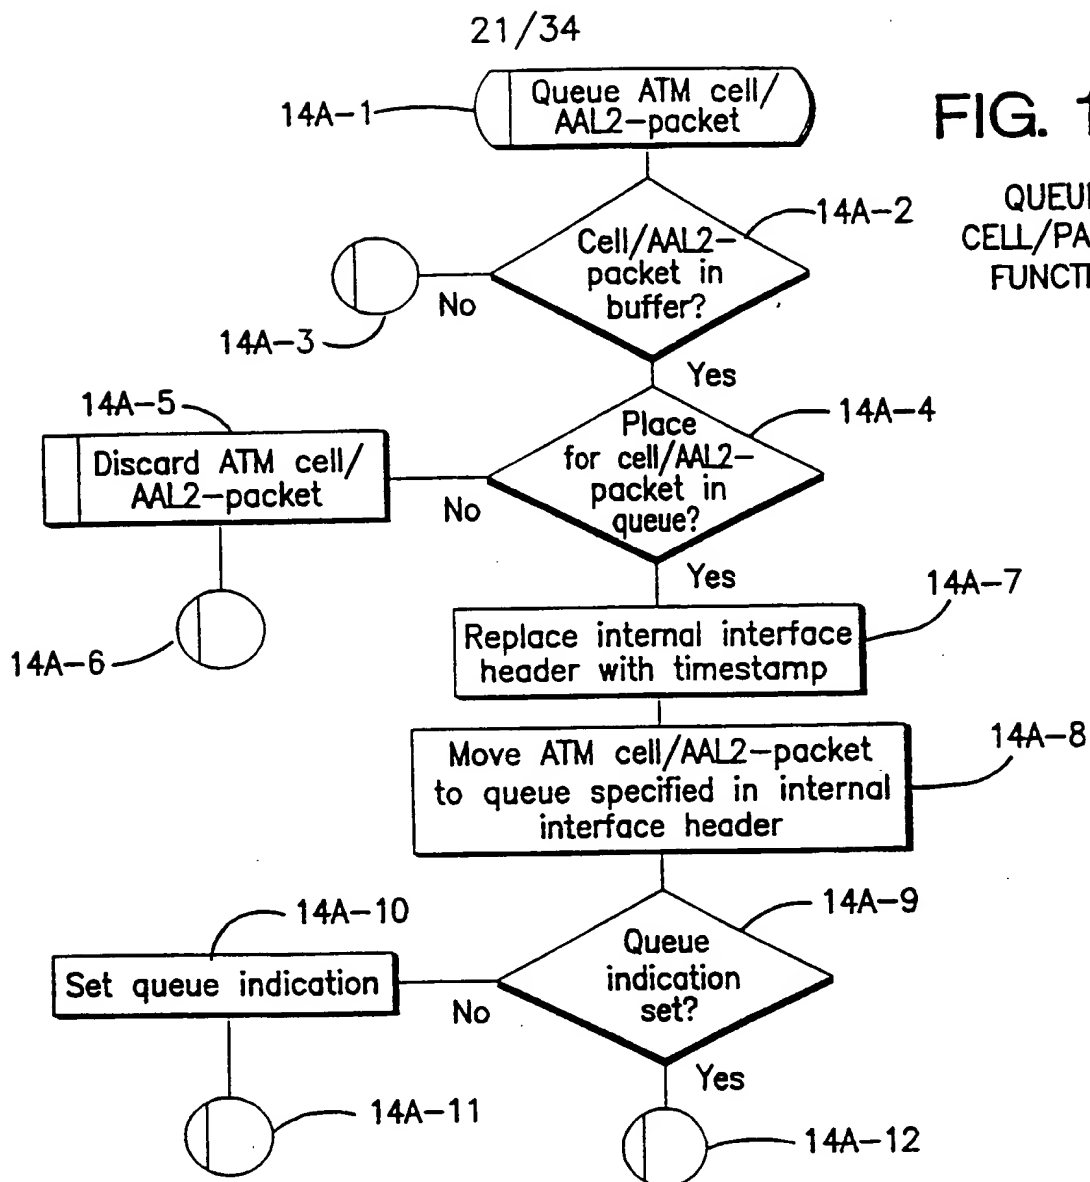 21/34
14A-1
Queue ATM cell/
AAL2-packet
FIG. 1
QUEU
CELL/PA
FUNCTI
14A-2
Cell/AAL2-
packet in
buffer?
No
14A-3
Yes
14A-5
14A-4
Place
for cell/AAL2-
packet in
queue?
Discard ATM cell/
AAL2-packet
No
Yes
14A-6
14A-7
Replace internal interface
header with timestamp
14A-8
Move ATM cell/AAL2-packet
to queue specified in internal
interface header
14A-10
14A-9
Queue
indication
set?
Set queue indication
No
Yes
14A-11
14A-12